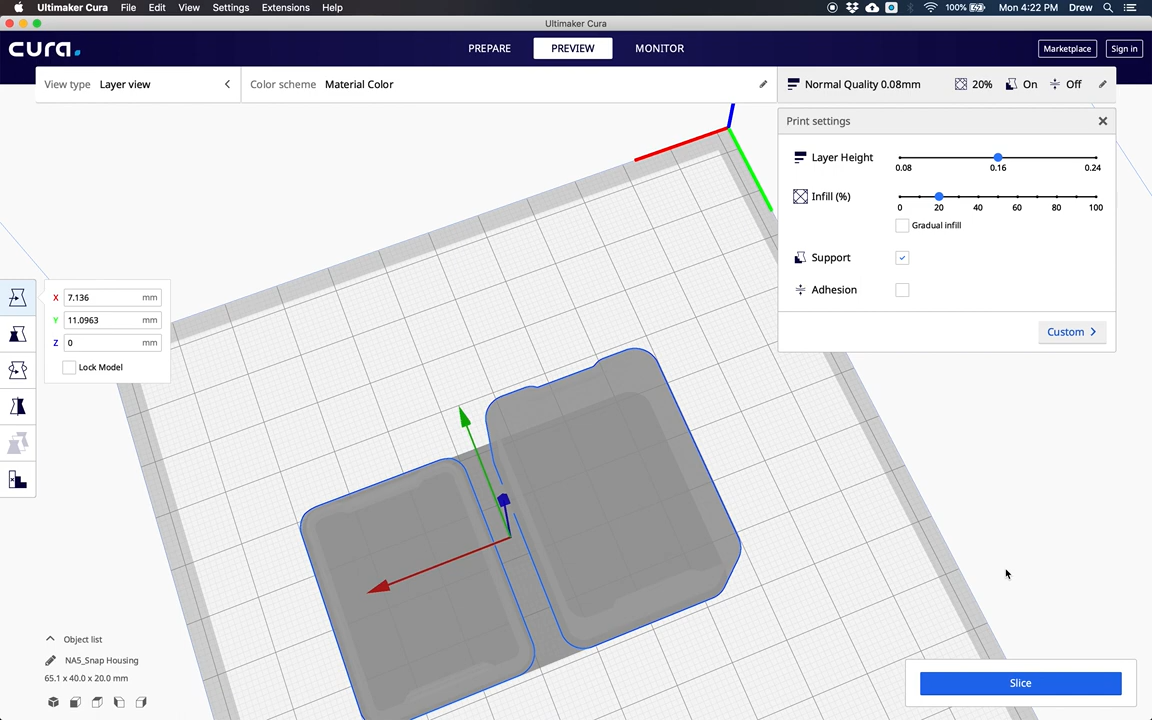 Ultimaker Cura File Edit View Settings Extensions Help 100% Mon 4:22 PM Drew
Ultimaker Cura
cura. PREPARE PREVIEW MONITOR Marketplace Sign in
View type Layer view Color scheme Material Color Normal Quality 0.08mm 20% On Off
Print settings
Layer Height
0.08 0.16 0.24
Infill (%)
0 20 40 60 80 100
Gradual infill
Support
Adhesion
Custom
X 7.136 mm
Y 11.0963 mm
Z 0 mm
Lock Model
Object list
NA5_Snap Housing
65.1 x 40.0 x 20.0 mm
Slice